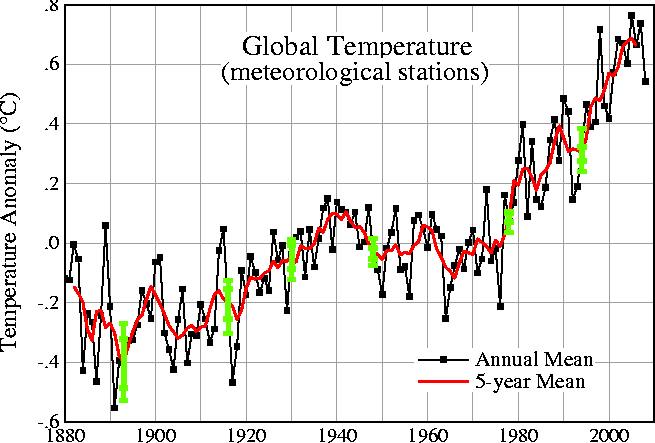 Global Temperature
(meteorological stations)
Temperature Anomaly (°C)
.8
.6
.4
.2
.0
-.2
-.4
-.6
Annual Mean
5-year Mean
1880 1900 1920 1940 1960 1980 2000